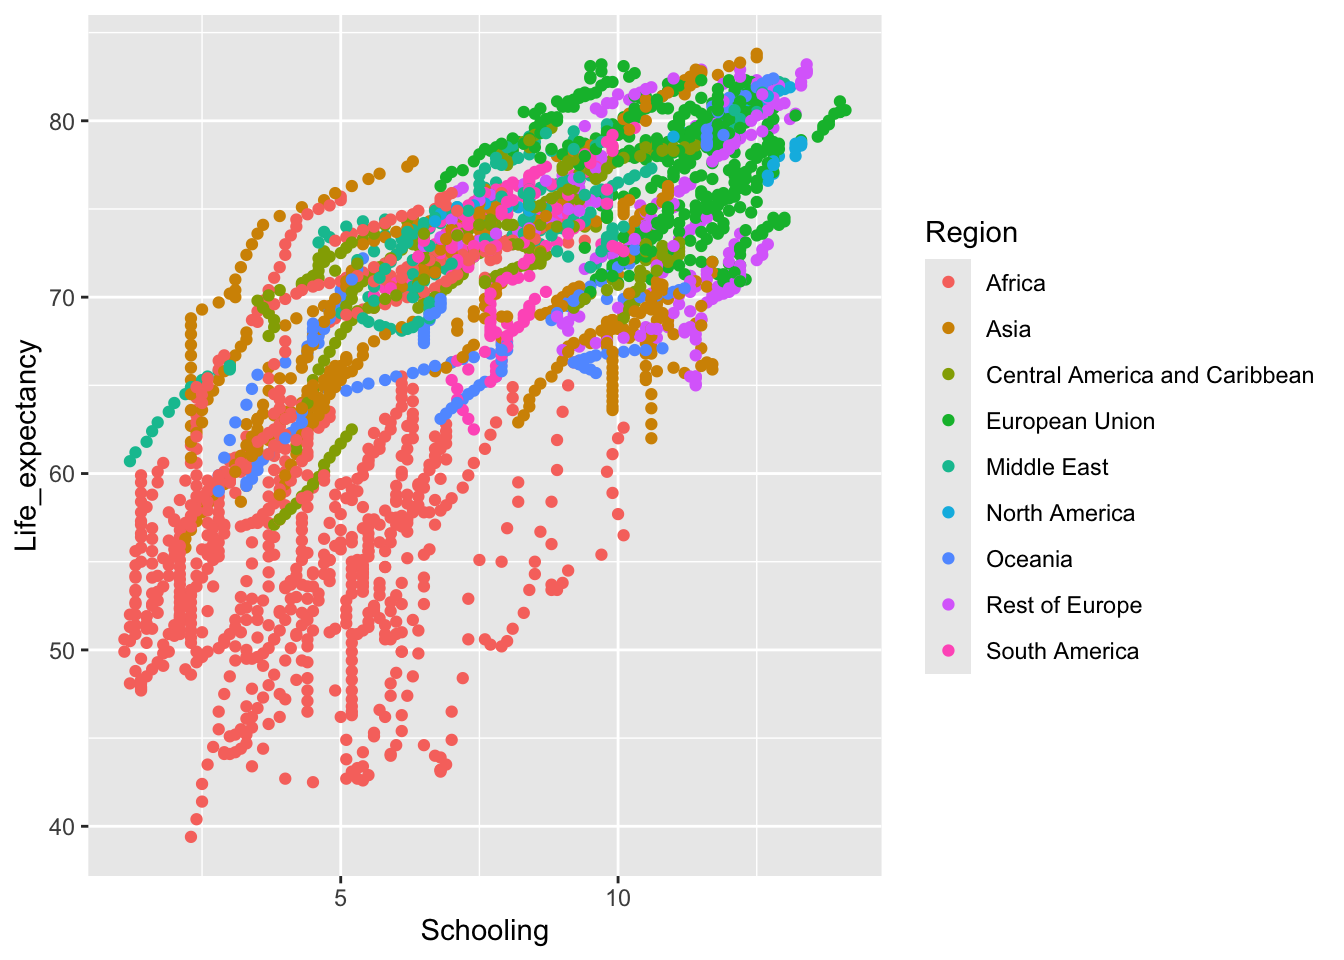 80
70
60
50
40
Life_expectancy
5
10
Schooling
Region
Africa
Asia
Central America and Caribbean
European Union
Middle East
North America
Oceania
Rest of Europe
South America